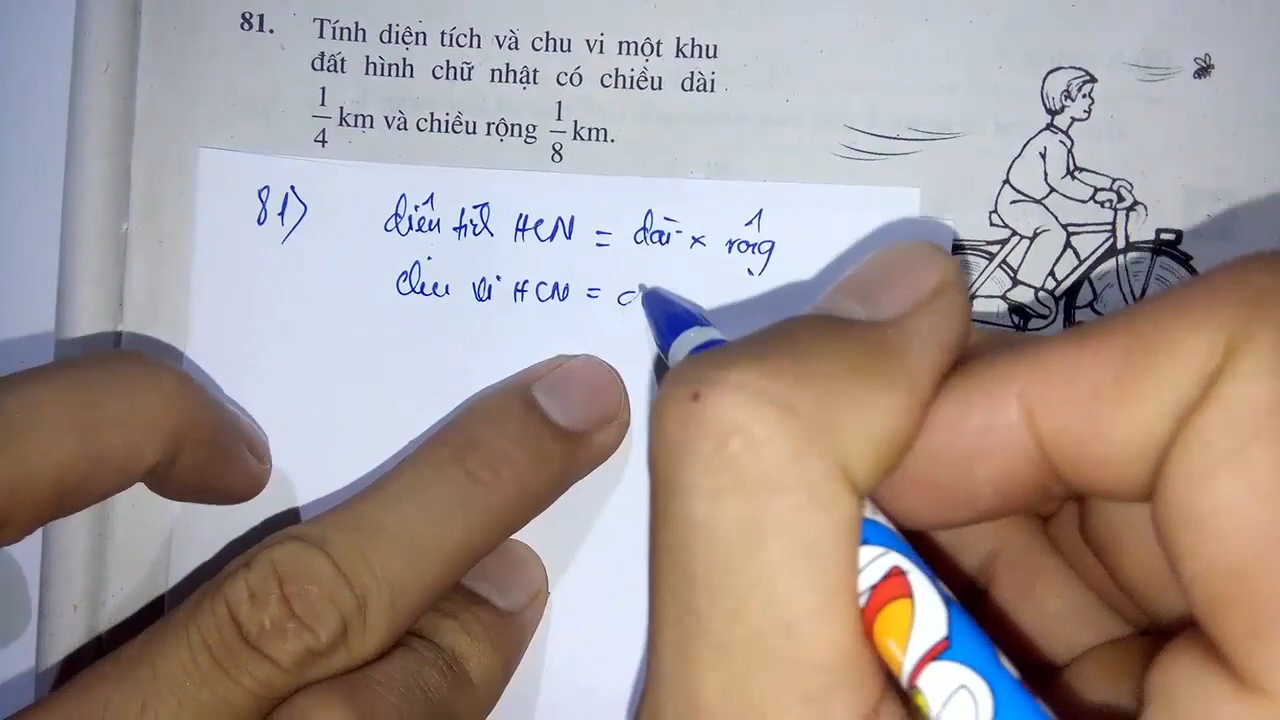 81. Tính diện tích và chu vi một khu
đất hình chữ nhật có chiều dài
1/4 km và chiều rộng 1/8 km.
81) diện tích HCN = dài × rộng
chu vi HCN =